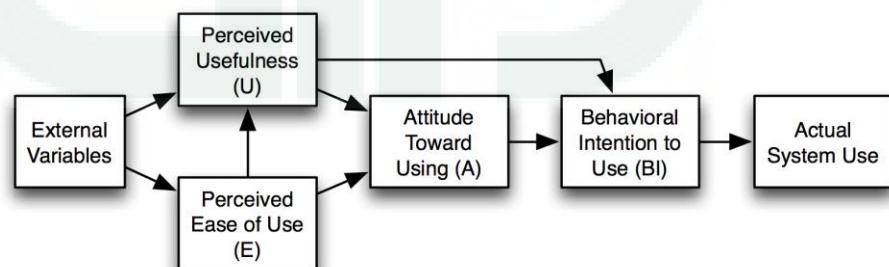 Perceived
Usefulness
(U)
External
Variables
Perceived
Ease of Use
(E)
Attitude
Toward
Using (A)
Behavioral
Intention to
Use (BI)
Actual
System Use